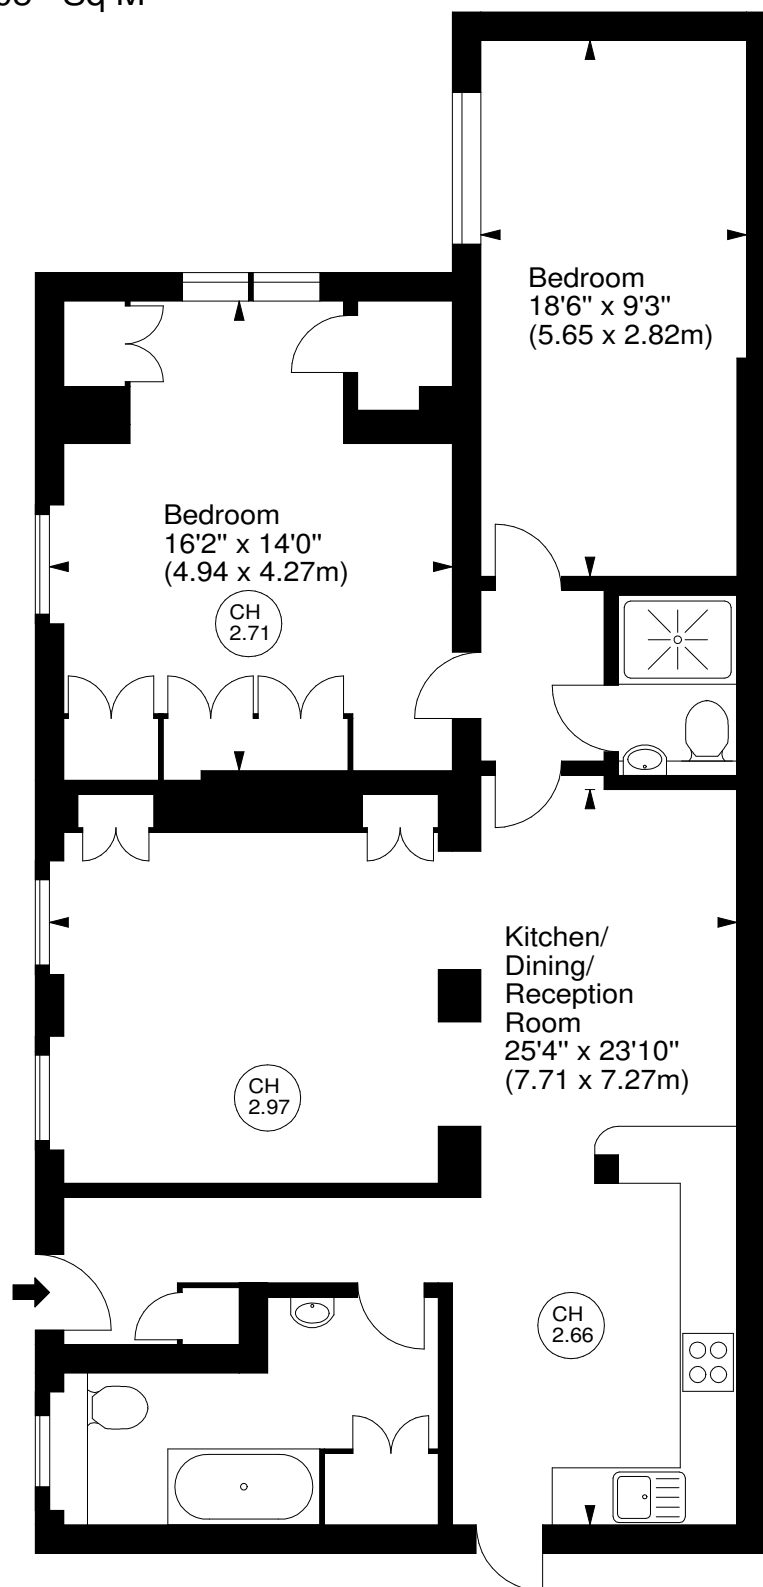 Sq M
Bedroom
18'6" x 9'3"
(5.65 x 2.82m)
Bedroom
16'2" x 14'0"
(4.94 x 4.27m)
CH
2.71
Kitchen/
Dining/
Reception
Room
25'4" x 23'10"
(7.71 x 7.27m)
CH
2.97
CH
2.66